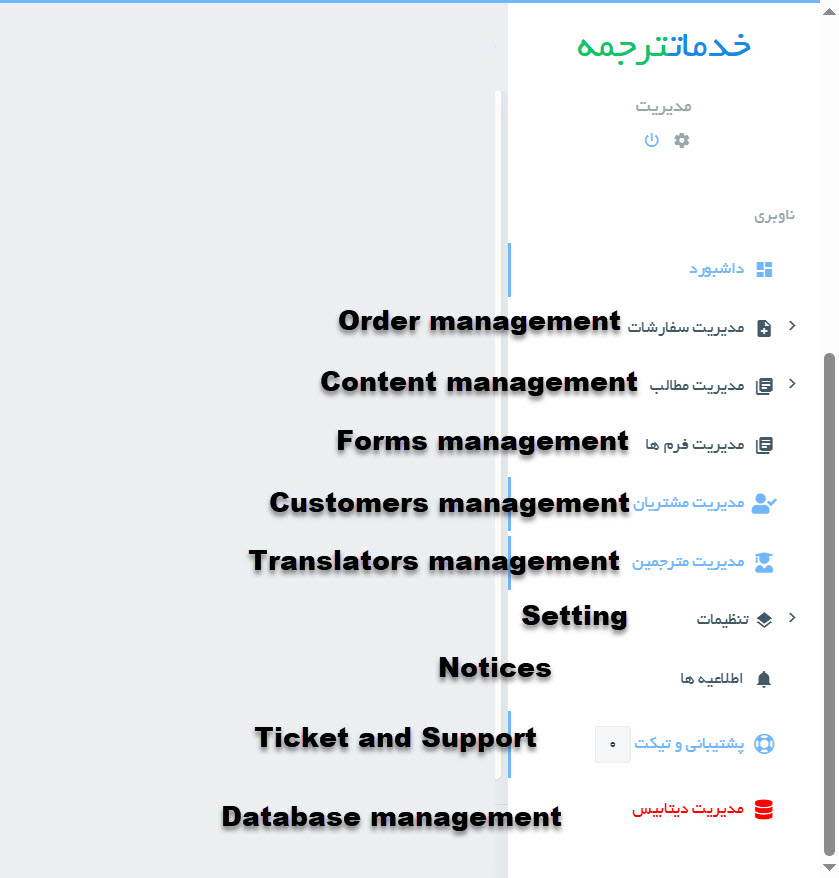 خدمات‌ترجمه
مدیریت
ناوبری
داشبورد
مدیریت سفارشات Order management
مدیریت مطالب Content management
مدیریت فرم ها Forms management
مدیریت مشتریان Customers management
مدیریت مترجمین Translators management
تنظیمات Setting
اطلاعیه ها Notices
پشتیبانی و تیکت ۰ Ticket and Support
مدیریت دیتابیس Database management